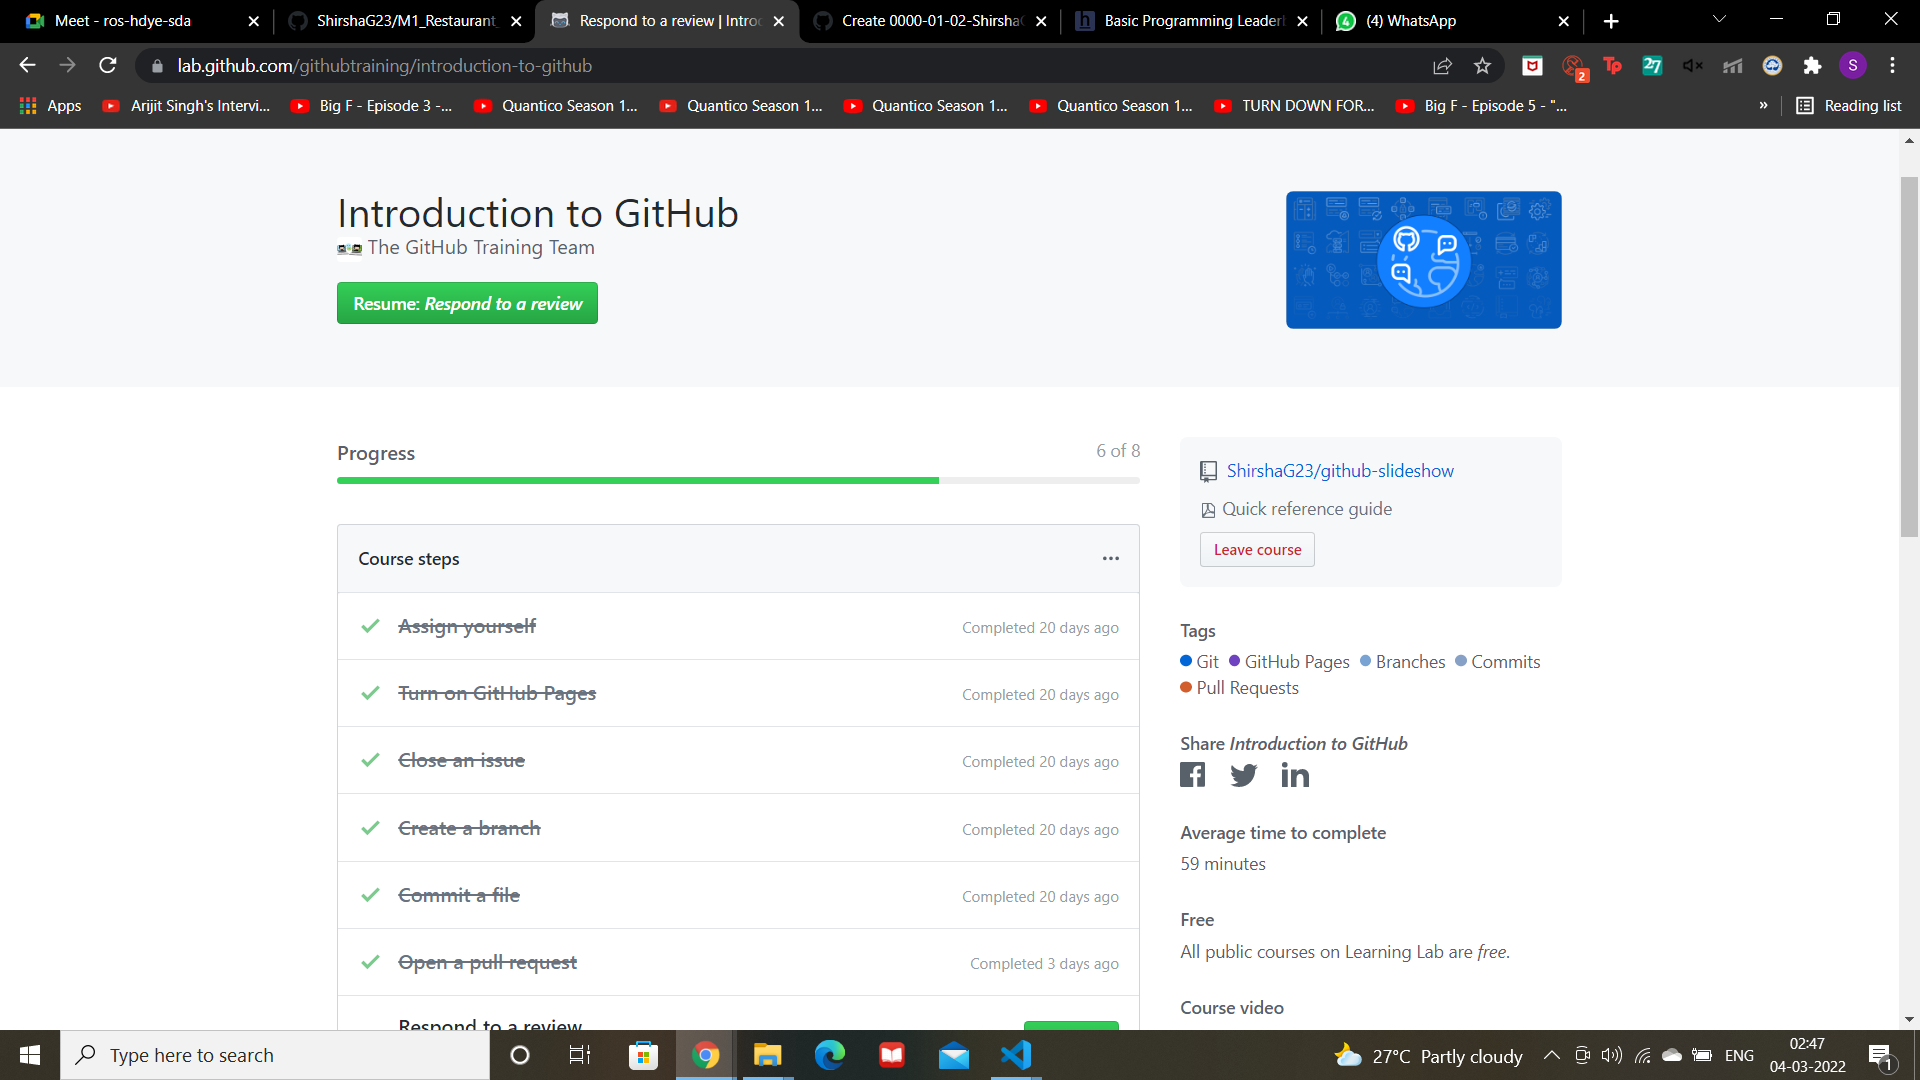 Meet - ros-hdye-sda
ShirshaG23/M1_Restaurant_
Respond to a review | Introd
Create 0000-01-02-ShirshaG
Basic Programming Leaderb
(4) WhatsApp
lab.github.com/githubtraining/introduction-to-github
Apps
Arijit Singh's Intervi...
Big F - Episode 3 -...
Quantico Season 1...
Quantico Season 1...
Quantico Season 1...
Quantico Season 1...
TURN DOWN FOR...
Big F - Episode 5 - "...
»
Reading list
Introduction to GitHub
The GitHub Training Team
Resume: Respond to a review
Progress
6 of 8
Course steps
Assign yourself
Completed 20 days ago
Turn on GitHub Pages
Completed 20 days ago
Close an issue
Completed 20 days ago
Create a branch
Completed 20 days ago
Commit a file
Completed 20 days ago
Open a pull request
Completed 3 days ago
Respond to a review
ShirshaG23/github-slideshow
Quick reference guide
Leave course
Tags
Git GitHub Pages Branches Commits
Pull Requests
Share Introduction to GitHub
Average time to complete
59 minutes
Free
All public courses on Learning Lab are free.
Course video
Type here to search
27°C Partly cloudy
ENG
02:47
04-03-2022
1